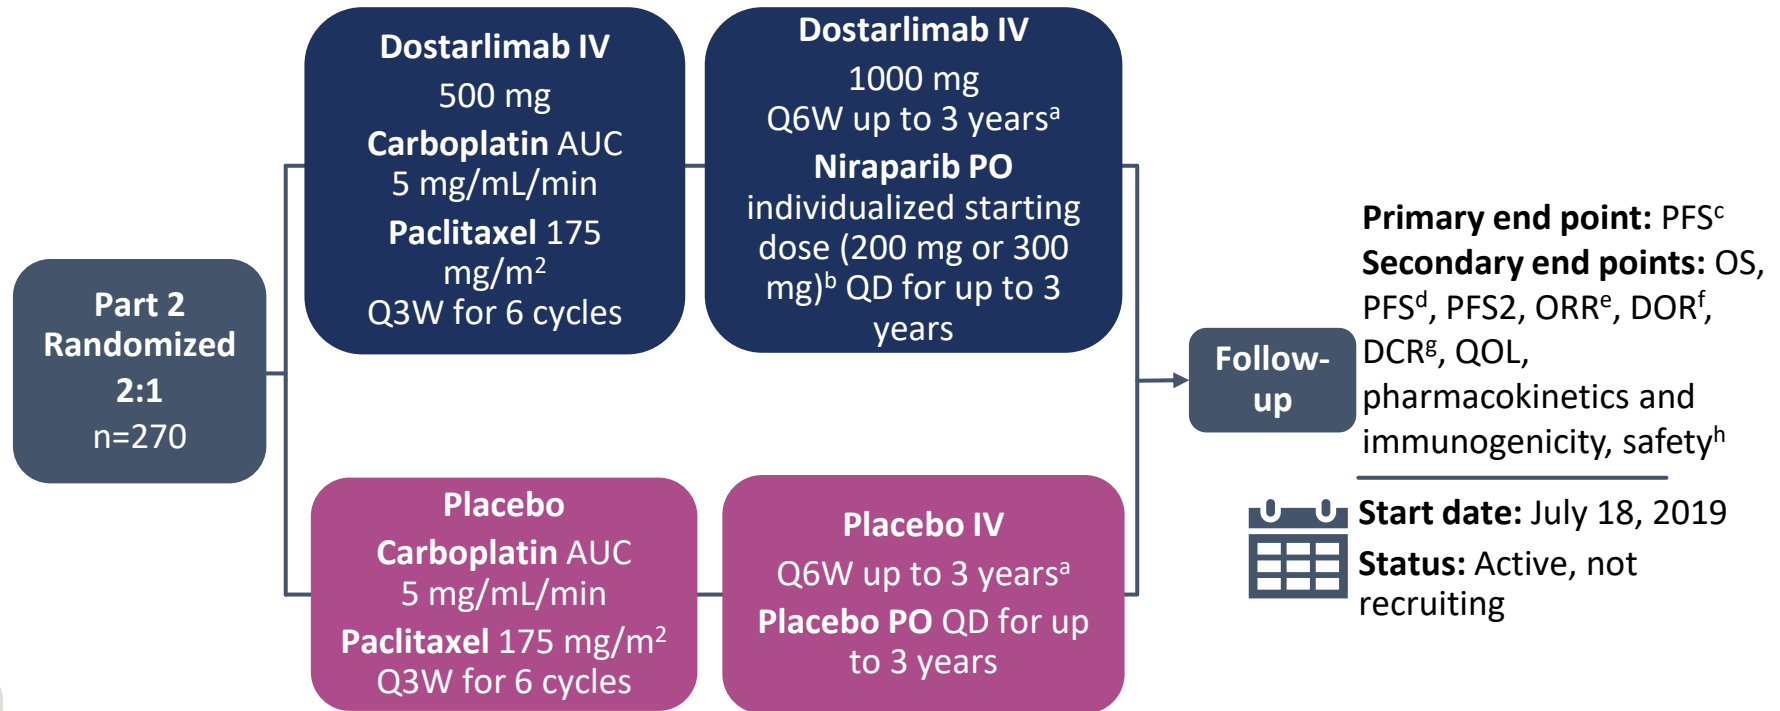 Part 2
Randomized
2:1
n=270
Dostarlimab IV
500 mg
Carboplatin AUC
5 mg/mL/min
Paclitaxel 175
mg/m²
Q3W for 6 cycles
Dostarlimab IV
1000 mg
Q6W up to 3 yearsᵃ
Niraparib PO
individualized starting
dose (200 mg or 300
mg)ᵇ QD for up to 3
years
Placebo
Carboplatin AUC
5 mg/mL/min
Paclitaxel 175 mg/m²
Q3W for 6 cycles
Placebo IV
Q6W up to 3 yearsᵃ
Placebo PO QD for up
to 3 years
Follow-
up
Primary end point: PFSᶜ
Secondary end points: OS,
PFSᵈ, PFS2, ORRᵉ, DORᶠ,
DCRᵍ, QOL,
pharmacokinetics and
immunogenicity, safetyʰ
Start date: July 18, 2019
Status: Active, not
recruiting